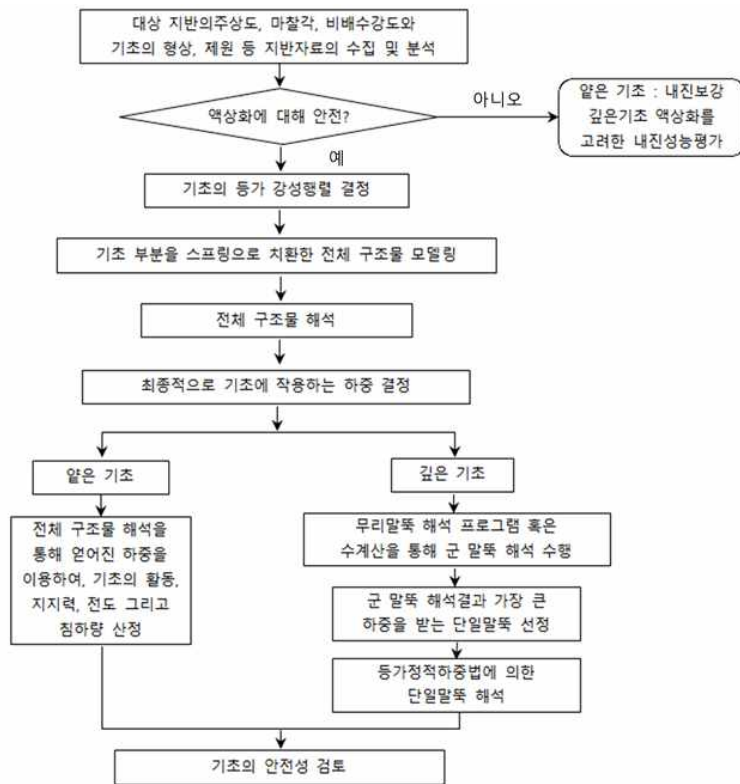 대상 지반의주상도, 마찰각, 비배수강도와
기초의 형상, 제원 등 지반자료의 수집 및 분석
액상화에 대해 안전?
아니오
얕은 기초 : 내진보강
깊은기초 액상화를
고려한 내진성능평가
예
기초의 등가 강성행렬 결정
기초 부분을 스프링으로 치환한 전체 구조물 모델링
전체 구조물 해석
최종적으로 기초에 작용하는 하중 결정
얕은 기초
전체 구조물 해석을
통해 얻어진 하중을
이용하여, 기초의 활동,
지지력, 전도 그리고
침하량 산정
깊은 기초
무리말뚝 해석 프로그램 혹은
수계산을 통해 군 말뚝 해석 수행
군 말뚝 해석결과 가장 큰
하중을 받는 단일말뚝 선정
등가정적하중법에 의한
단일말뚝 해석
기초의 안전성 검토